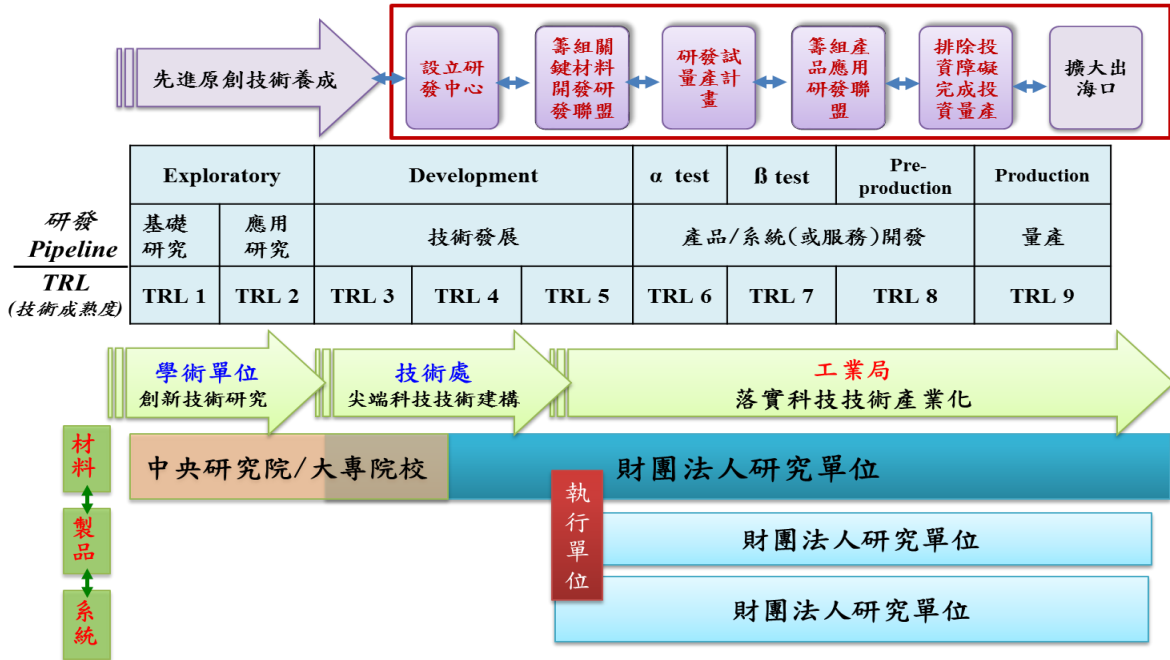 先進原創技術養成
設立研
發中心
籌組關
鍵材料
開發研
發聯盟
研發試
量產計
畫
籌組產
品應用
研發聯
盟
排除投
資障礙
完成投
資量產
擴大出
海口
Exploratory
Development
α test
ß test
Pre-
production
Production
研發
Pipeline
基礎
研究
應用
研究
技術發展
產品/系統(或服務)開發
量產
TRL
(技術成熟度)
TRL 1
TRL 2
TRL 3
TRL 4
TRL 5
TRL 6
TRL 7
TRL 8
TRL 9
學術單位
創新技術研究
技術處
尖端科技技術建構
工業局
落實科技技術產業化
材料
中央研究院/大專院校
財團法人研究單位
執行單位
製品
財團法人研究單位
系統
財團法人研究單位